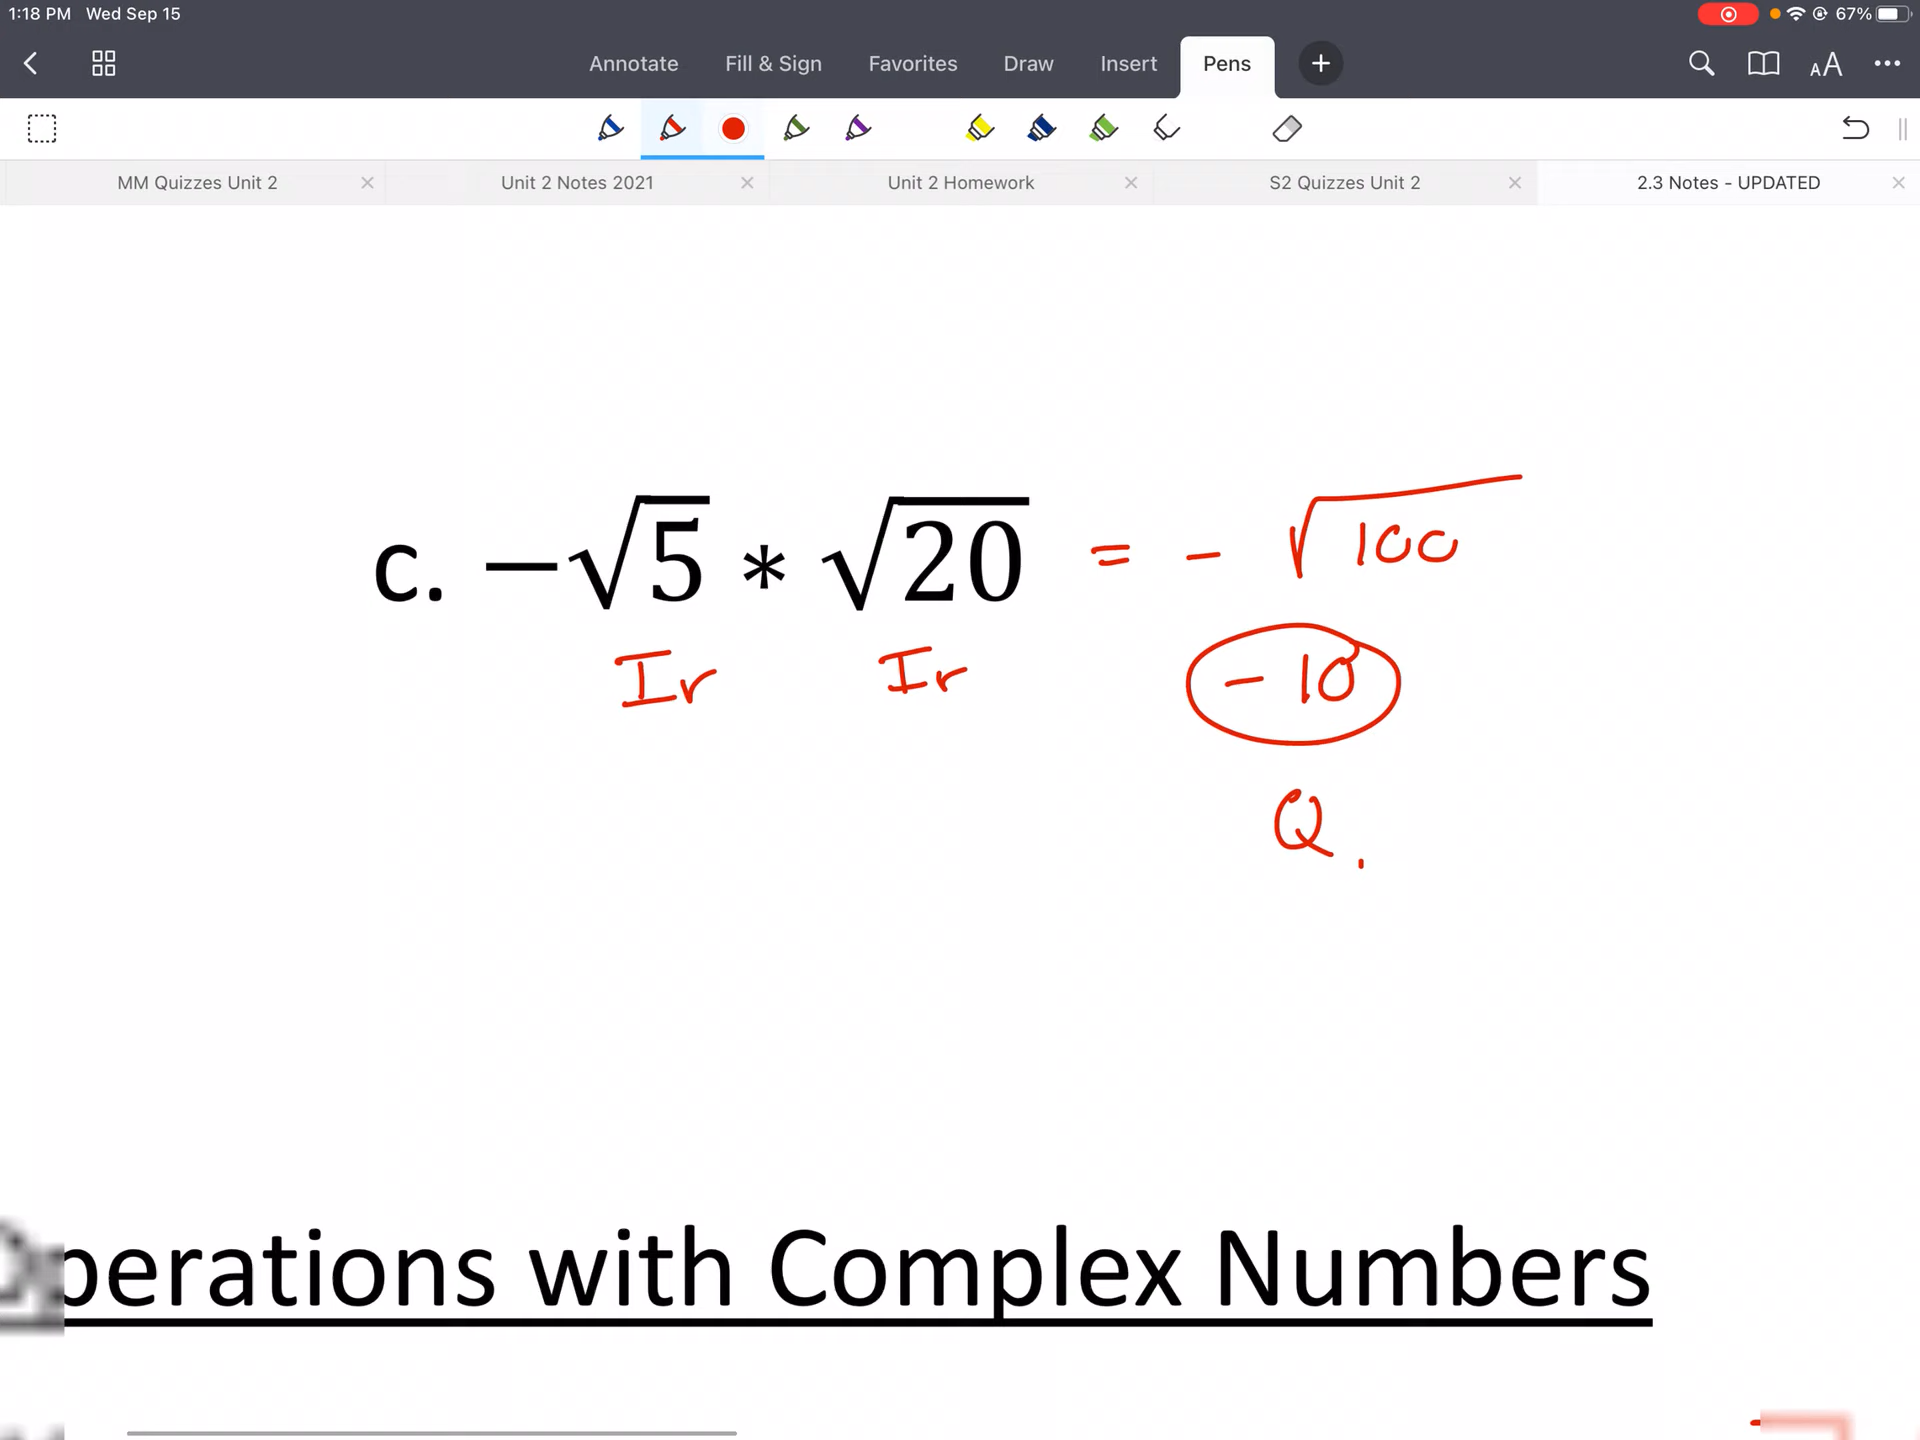 1:18 PM Wed Sep 15 67%
Annotate Fill & Sign Favorites Draw Insert Pens
MM Quizzes Unit 2 Unit 2 Notes 2021 Unit 2 Homework S2 Quizzes Unit 2 2.3 Notes - UPDATED
c. −√5 * √20 = - √100
Ir Ir - 10
Q.
perations with Complex Numbers